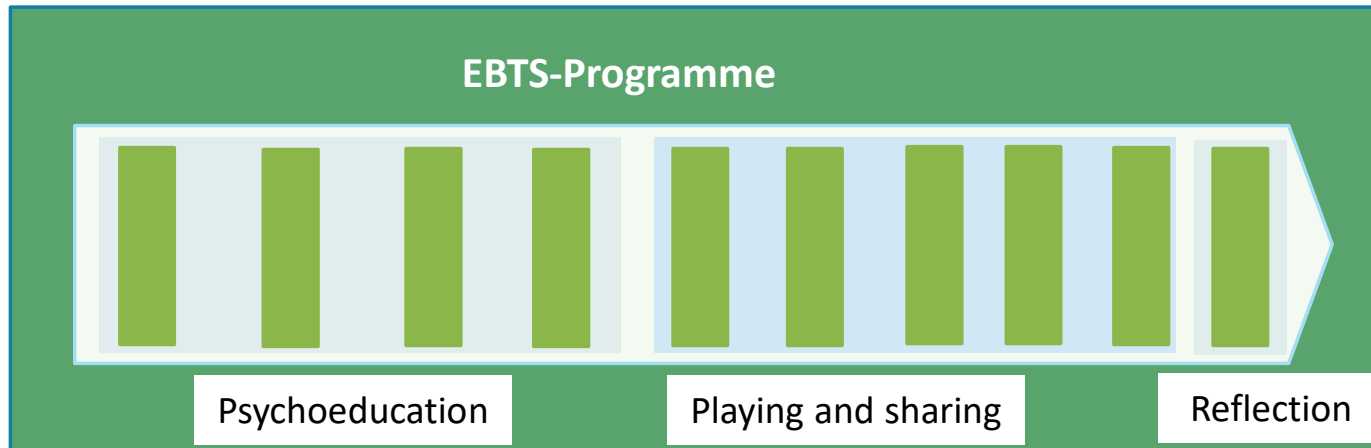 EBTS-Programme
Psychoeducation
Playing and sharing
Reflection